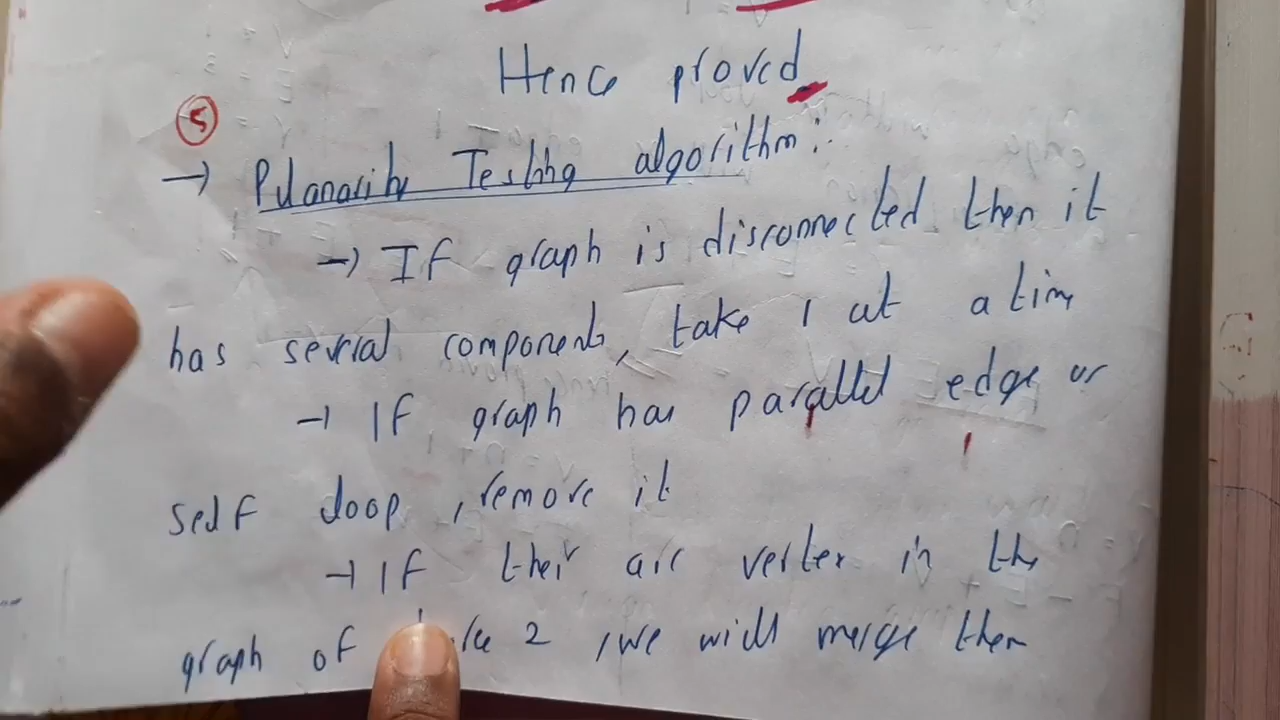 Hence proved
5
→ Planarity Testing algorithm:-
→ If graph is disconnected then it
has several components, take 1 at a time
→ If graph has parallel edge or
self loop, remove it
→ If their are vertex in the
graph of 2, we will merge them